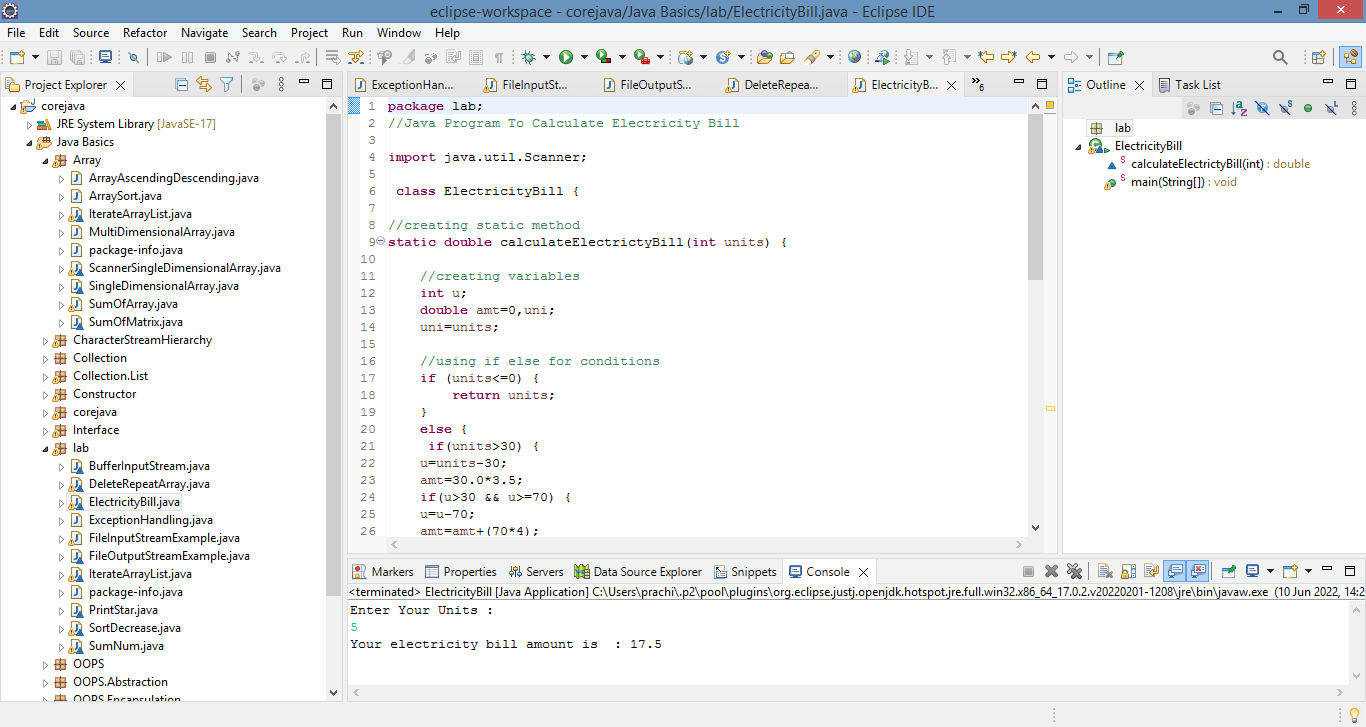 eclipse-workspace - corejava/Java Basics/lab/ElectricityBill.java - Eclipse IDE
File Edit Source Refactor Navigate Search Project Run Window Help
Project Explorer
corejava
JRE System Library [JavaSE-17]
Java Basics
Array
ArrayAscendingDescending.java
ArraySort.java
IterateArrayList.java
MultiDimensionalArray.java
package-info.java
ScannerSingleDimensionalArray.java
SingleDimensionalArray.java
SumOfArray.java
SumOfMatrix.java
CharacterStreamHierarchy
Collection
Collection.List
Constructor
corejava
Interface
lab
BufferInputStream.java
DeleteRepeatArray.java
ElectricityBill.java
ExceptionHandling.java
FileInputStreamExample.java
FileOutputStreamExample.java
IterateArrayList.java
package-info.java
PrintStar.java
SortDecrease.java
SumNum.java
OOPS
OOPS.Abstraction
OOPS.Encapsulation
ExceptionHan... FileInputSt... FileOutputS... DeleteRepea... ElectricityB... »6
1 package lab;
2 //Java Program To Calculate Electricity Bill
3
4 import java.util.Scanner;
5
6 class ElectricityBill {
7
8 //creating static method
9 static double calculateElectrictyBill(int units) {
10
11 //creating variables
12 int u;
13 double amt=0,uni;
14 uni=units;
15
16 //using if else for conditions
17 if (units<=0) {
18 return units;
19 }
20 else {
21 if(units>30) {
22 u=units-30;
23 amt=30.0*3.5;
24 if(u>30 && u>=70) {
25 u=u-70;
26 amt=amt+(70*4);
Outline Task List
lab
ElectricityBill
calculateElectrictyBill(int) : double
main(String[]) : void
Markers Properties Servers Data Source Explorer Snippets Console
<terminated> ElectricityBill [Java Application] C:\Users\prachi\.p2\pool\plugins\org.eclipse.justj.openjdk.hotspot.jre.full.win32.x86_64_17.0.2.v20220201-1208\jre\bin\javaw.exe (10 Jun 2022, 14:2
Enter Your Units :
5
Your electricity bill amount is : 17.5